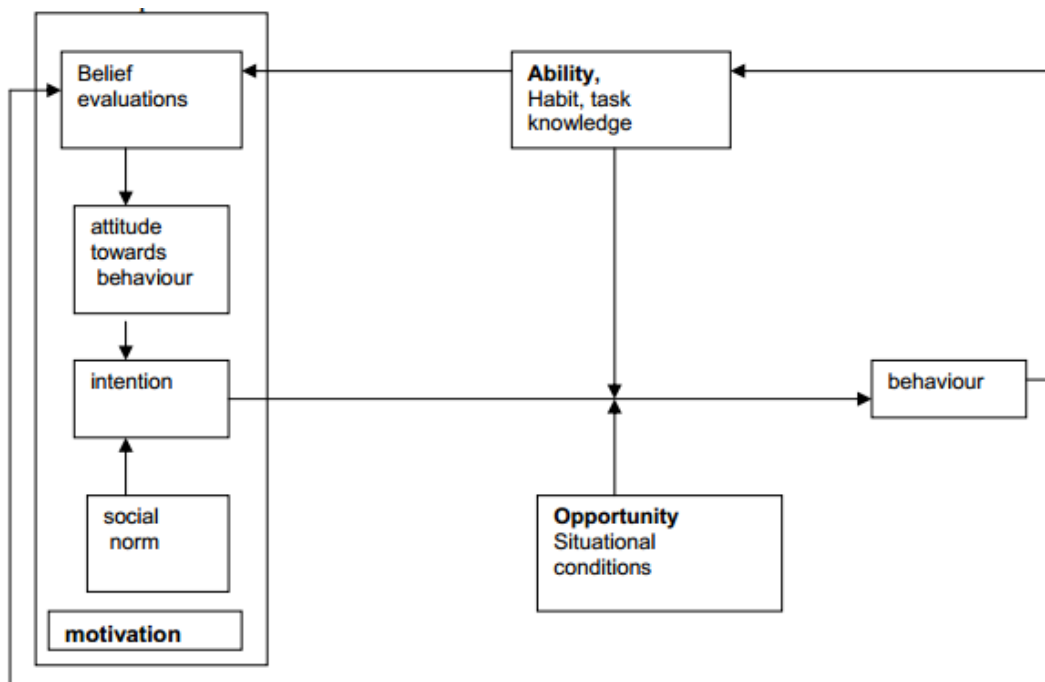 Belief
evaluations
Ability,
Habit, task
knowledge
attitude
towards
behaviour
intention
behaviour
social
norm
Opportunity
Situational
conditions
motivation